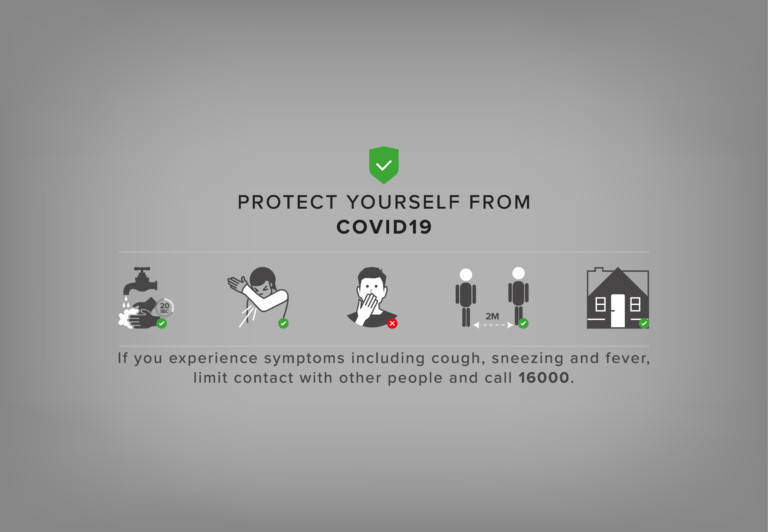 PROTECT YOURSELF FROM
COVID19
20
SEC
2M
If you experience symptoms including cough, sneezing and fever,
limit contact with other people and call 16000.